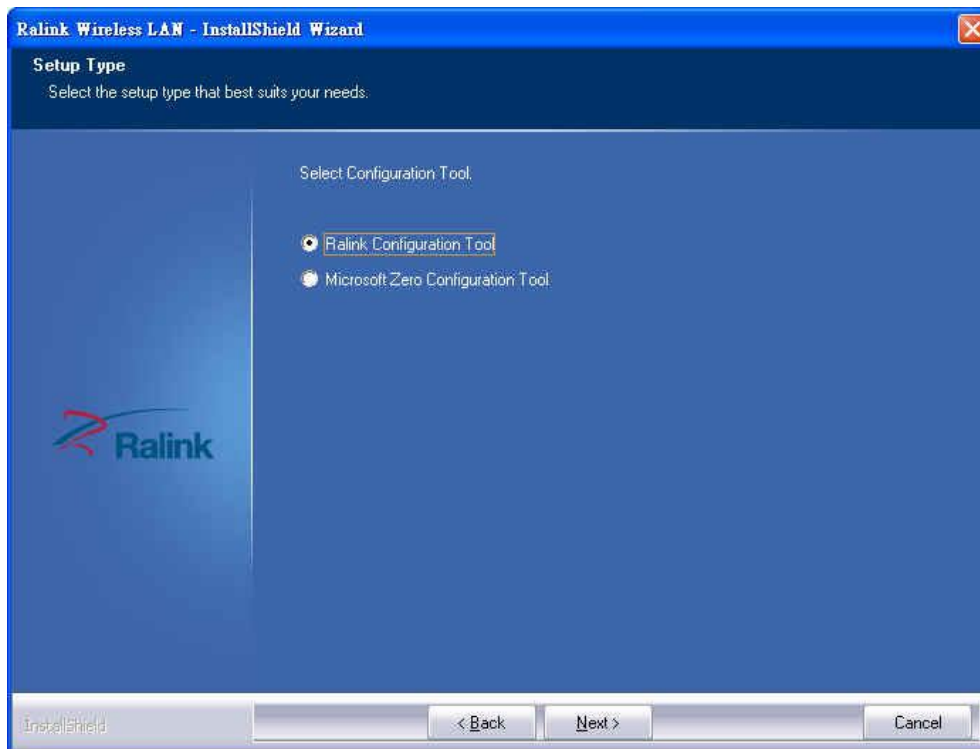 Ralink Wireless LAN - InstallShield Wizard
Setup Type
Select the setup type that best suits your needs.
Select Configuration Tool.
Ralink Configuration Tool
Microsoft Zero Configuration Tool
Ralink
InstallShield
< Back
Next >
Cancel